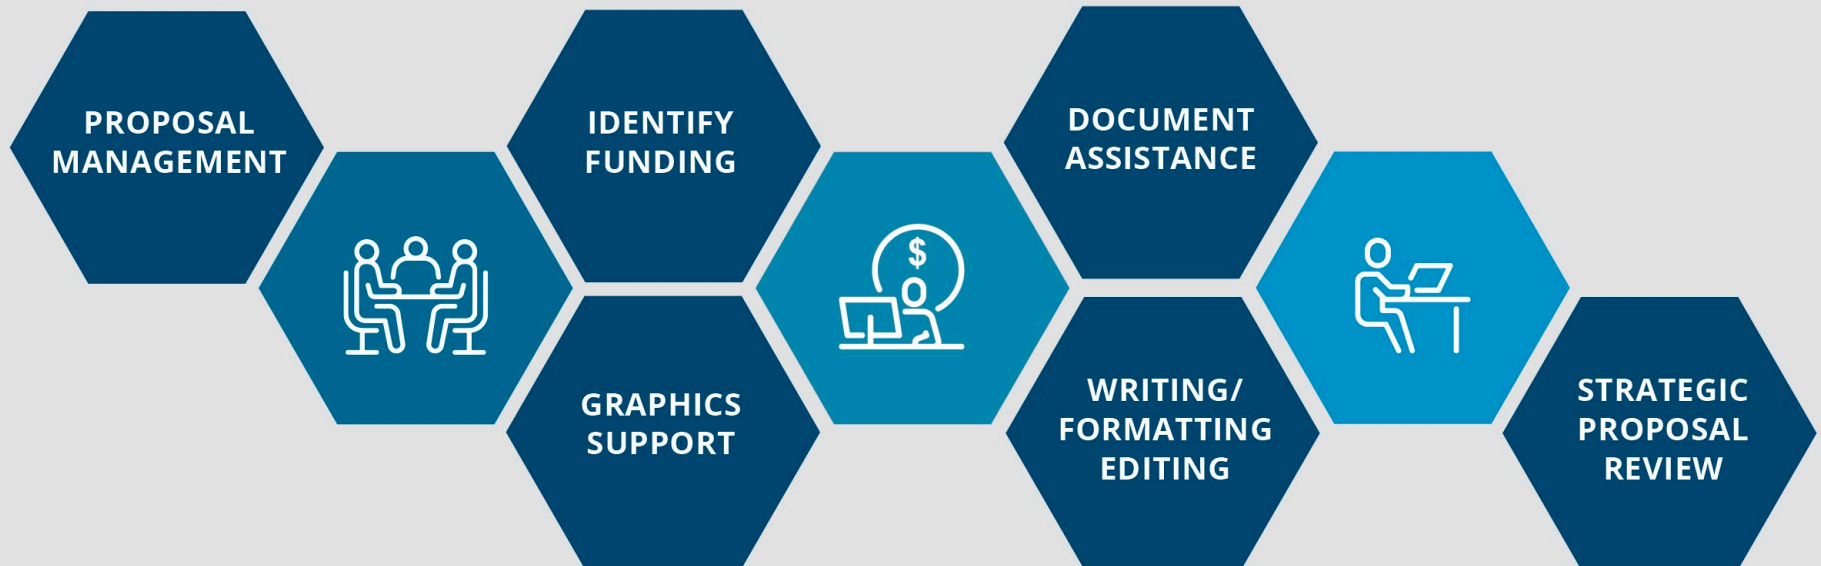 PROPOSAL
MANAGEMENT
IDENTIFY
FUNDING
GRAPHICS
SUPPORT
$
DOCUMENT
ASSISTANCE
WRITING/
FORMATTING
EDITING
STRATEGIC
PROPOSAL
REVIEW